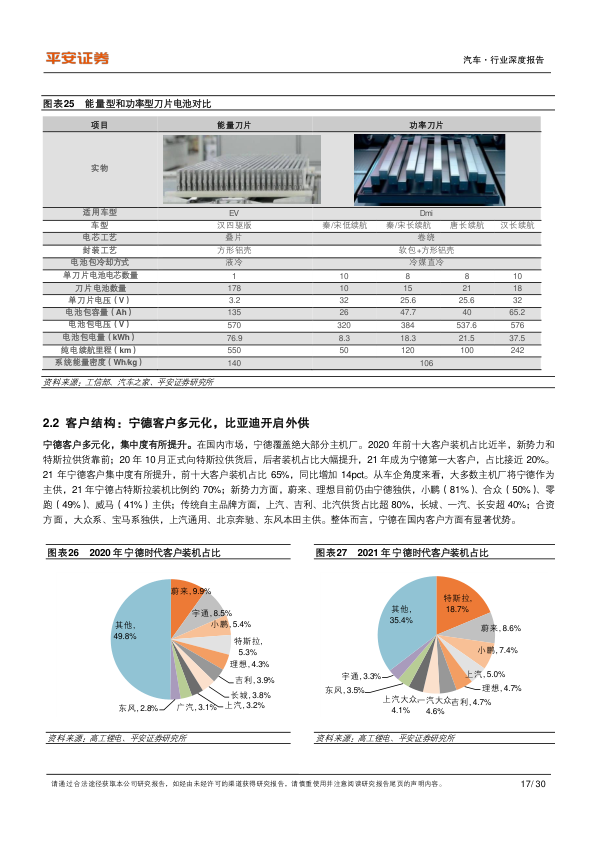 平安证券
汽车·行业深度报告
图表25 能量型和功率型刀片电池对比
项目 能量刀片 功率刀片
实物
适用车型 EV Dmi
车型 汉四驱版 秦/宋低续航 秦/宋长续航 唐长续航 汉长续航
电芯工艺 叠片 卷绕
封装工艺 方形铝壳 软包+方形铝壳
电池包冷却方式 液冷 冷媒直冷
单刀片电池电芯数量 1 10 8 8 10
刀片电池数量 178 10 15 21 18
单刀片电压（V） 3.2 32 25.6 25.6 32
电池包容量（Ah） 135 26 47.7 40 65.2
电池包电压（V） 570 320 384 537.6 576
电池包电量（kWh） 76.9 8.3 18.3 21.5 37.5
纯电续航里程（km） 550 50 120 100 242
系统能量密度（Wh/kg） 140 106
资料来源：工信部、汽车之家、平安证券研究所
2.2 客户结构：宁德客户多元化，比亚迪开启外供
宁德客户多元化，集中度有所提升。在国内市场，宁德覆盖绝大部分主机厂。2020 年前十大客户装机占比近半，新势力和
特斯拉供货靠前；20 年 10 月正式向特斯拉供货后，后者装机占比大幅提升，21 年成为宁德第一大客户，占比接近 20%。
21 年宁德客户集中度有所提升，前十大客户装机占比 65%，同比增加 14pct。从车企角度来看，大多数主机厂将宁德作为
主供，21 年宁德占特斯拉装机比例约 70%；新势力方面，蔚来、理想目前仍由宁德独供，小鹏（81%）、合众（50%）、零
跑（49%）、威马（41%）主供；传统自主品牌方面，上汽、吉利、北汽供货占比超 80%，长城、一汽、长安超 40%；合资
方面，大众系、宝马系独供，上汽通用、北京奔驰、东风本田主供。整体而言，宁德在国内客户方面有显著优势。
图表26 2020 年宁德时代客户装机占比
蔚来, 9.9%
宇通, 8.5%
小鹏, 5.4%
特斯拉,
5.3%
理想, 4.3%
吉利, 3.9%
长城, 3.8%
上汽, 3.2%
广汽, 3.1%
东风, 2.8%
其他,
49.8%
资料来源：高工锂电、平安证券研究所
图表27 2021 年宁德时代客户装机占比
特斯拉,
18.7%
蔚来, 8.6%
小鹏, 7.4%
上汽, 5.0%
理想, 4.7%
吉利, 4.7%
一汽大众,
4.6%
上汽大众,
4.1%
东风, 3.5%
宇通, 3.3%
其他,
35.4%
资料来源：高工锂电、平安证券研究所
请通过合法途径获取本公司研究报告，如经由未经许可的渠道获得研究报告，请慎重使用并注意阅读研究报告尾页的声明内容。
17/ 30